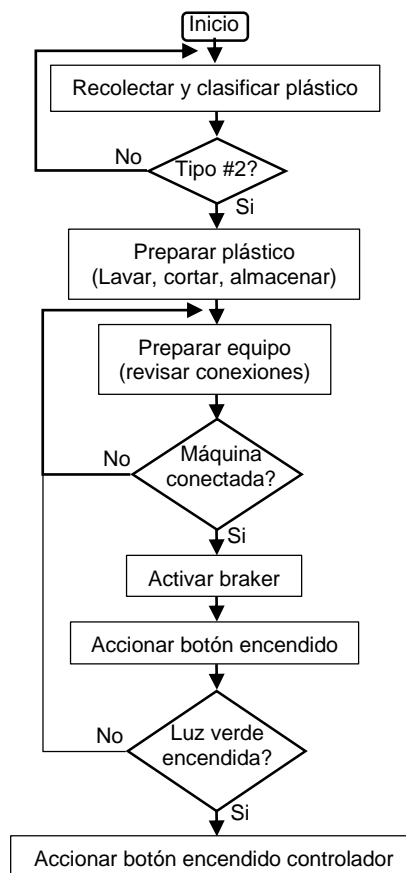 Inicio
Recolectar y clasificar plástico
No
Tipo #2?
Si
Preparar plástico
(Lavar, cortar, almacenar)
Preparar equipo
(revisar conexiones)
No
Máquina
conectada?
Si
Activar braker
Accionar botón encendido
No
Luz verde
encendida?
Si
Accionar botón encendido controlador